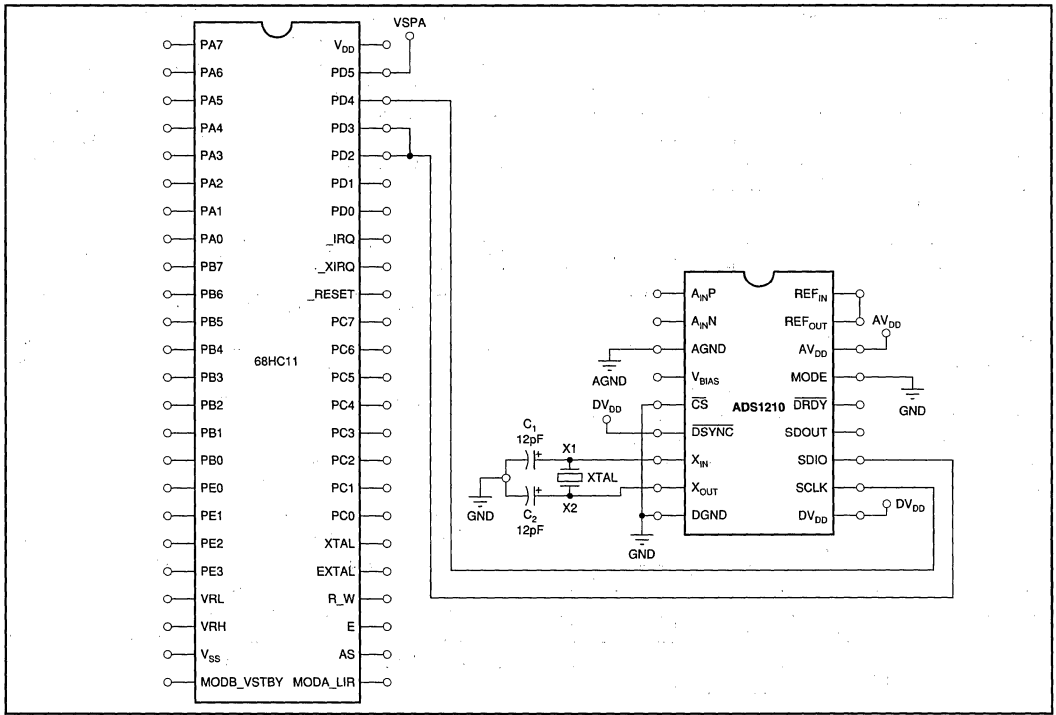 VSPA
PA7
PA6
PA5
PA4
PA3
PA2
PA1
PA0
PB7
PB6
PB5
PB4
PB3
PB2
PB1
PB0
PE0
PE1
PE2
PE3
VRL
VRH
VSS
MODB_VSTBY
68HC11
VDD
PD5
PD4
PD3
PD2
PD1
PD0
_IRQ
_XIRQ
_RESET
PC7
PC6
PC5
PC4
PC3
PC2
PC1
PC0
XTAL
EXTAL
R_W
E
AS
MODA_LIR
AGND
DVDD
C1
12pF
+
X1
XTAL
GND
+
X2
C2
12pF
GND
AINP
AINN
AGND
VBIAS
CS
DSYNC
XIN
XOUT
DGND
ADS1210
REFIN
REFOUT
AVDD
MODE
DRDY
SDOUT
SDIO
SCLK
DVDD
AVDD
GND
DVDD